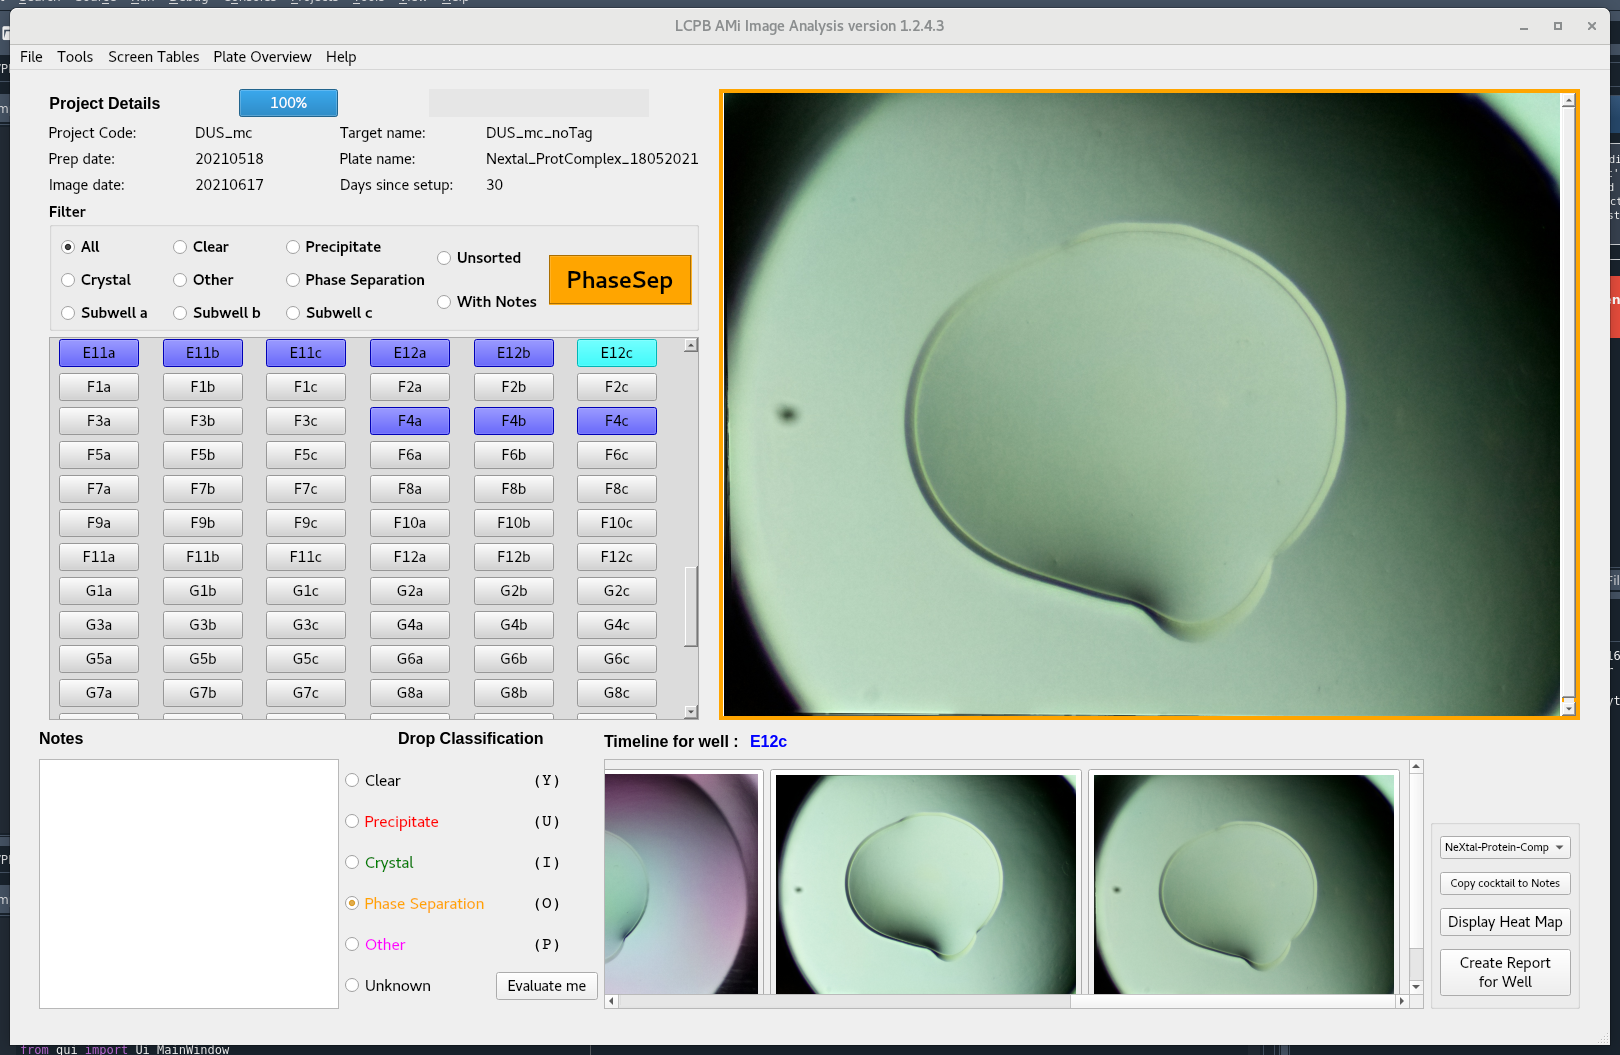 LCPB AMi Image Analysis version 1.2.4.3
File Tools Screen Tables Plate Overview Help
Project Details 100%
Project Code: DUS_mc Target name: DUS_mc_noTag
Prep date: 20210518 Plate name: Nextal_ProtComplex_18052021
Image date: 20210617 Days since setup: 30
Filter
All Clear Precipitate Unsorted
Crystal Other Phase Separation
Subwell a Subwell b Subwell c With Notes
PhaseSep
E11a E11b E11c E12a E12b E12c
F1a F1b F1c F2a F2b F2c
F3a F3b F3c F4a F4b F4c
F5a F5b F5c F6a F6b F6c
F7a F7b F7c F8a F8b F8c
F9a F9b F9c F10a F10b F10c
F11a F11b F11c F12a F12b F12c
G1a G1b G1c G2a G2b G2c
G3a G3b G3c G4a G4b G4c
G5a G5b G5c G6a G6b G6c
G7a G7b G7c G8a G8b G8c
Notes
Drop Classification
Clear (Y)
Precipitate (U)
Crystal (I)
Phase Separation (O)
Other (P)
Unknown Evaluate me
Timeline for well : E12c
NeXtal-Protein-Comp
Copy cocktail to Notes
Display Heat Map
Create Report
for Well
from gui import Ui MainWindow